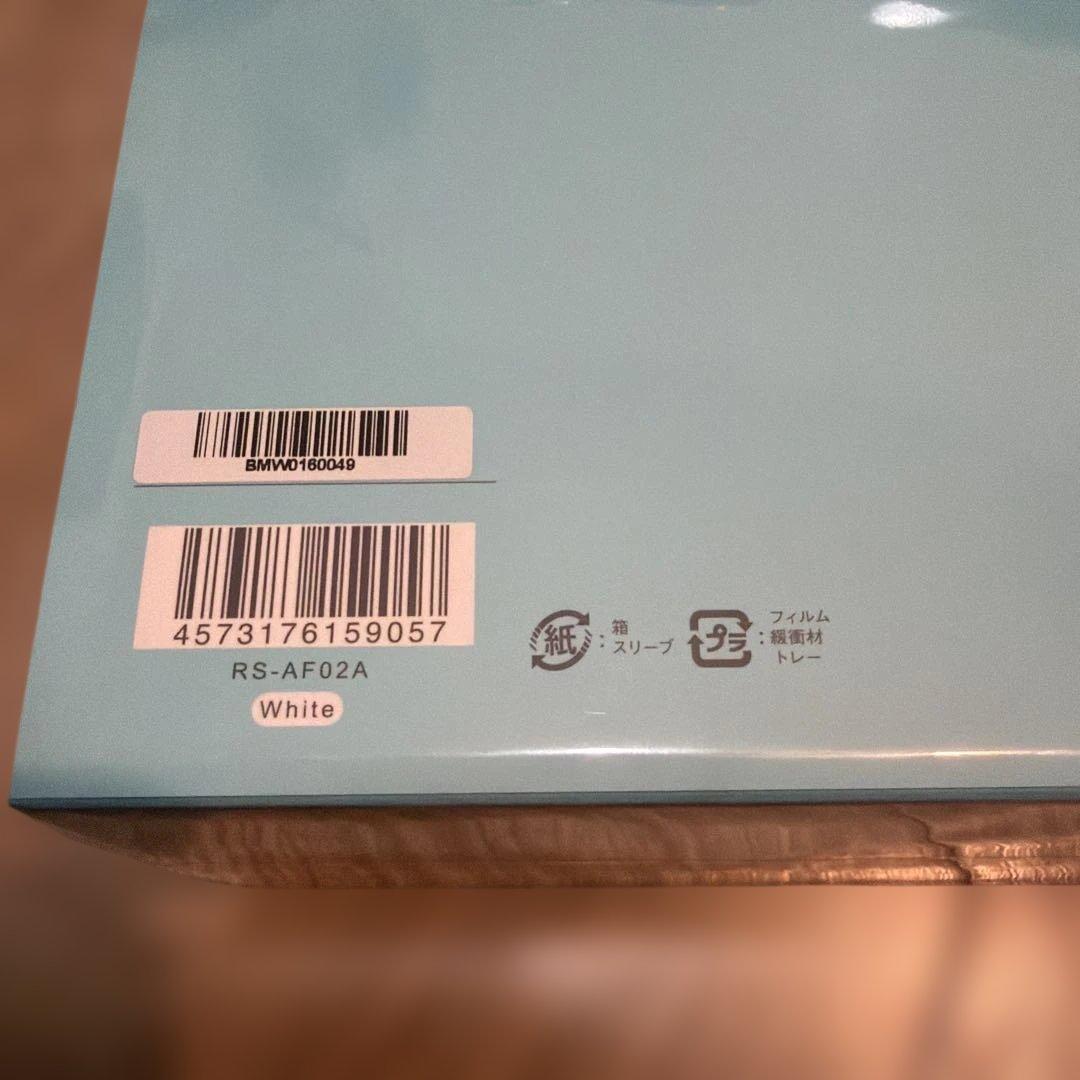 BMW0160049
4573176159057
RS-AF02A
White
紙：箱
スリーブ
プラ：フィルム
緩衝材
トレー